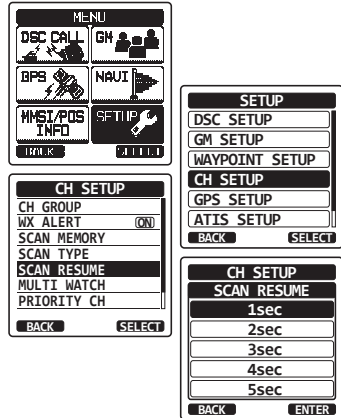 MENU
DSC CALL
GM
GPS
NAVI
MMSI/POS
INFO
SETUP
BACK
SELECT
SETUP
DSC SETUP
GM SETUP
WAYPOINT SETUP
CH SETUP
GPS SETUP
ATIS SETUP
BACK
SELECT
CH SETUP
CH GROUP
WX ALERT
ON
SCAN MEMORY
SCAN TYPE
SCAN RESUME
MULTI WATCH
PRIORITY CH
BACK
SELECT
CH SETUP
SCAN RESUME
1sec
2sec
3sec
4sec
5sec
BACK
ENTER